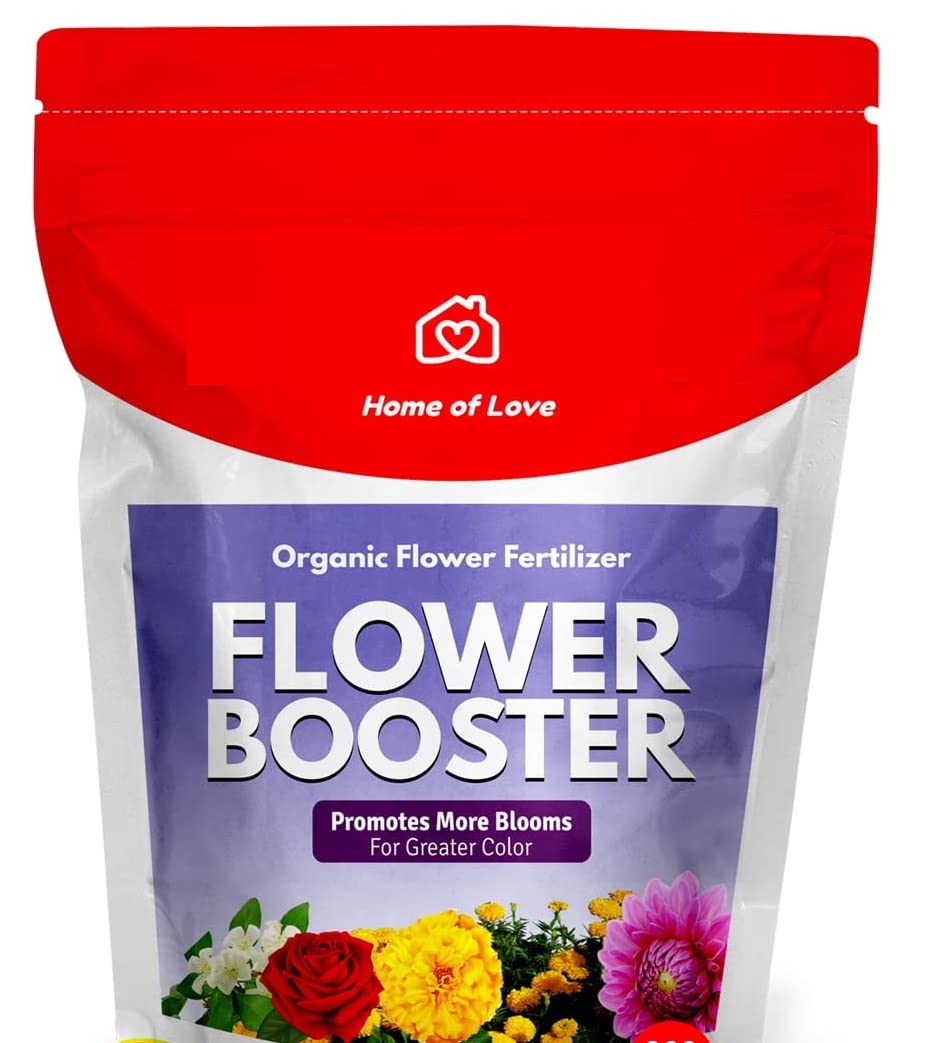 Home of Love
Organic Flower Fertilizer
FLOWER
BOOSTER
Promotes More Blooms
For Greater Color